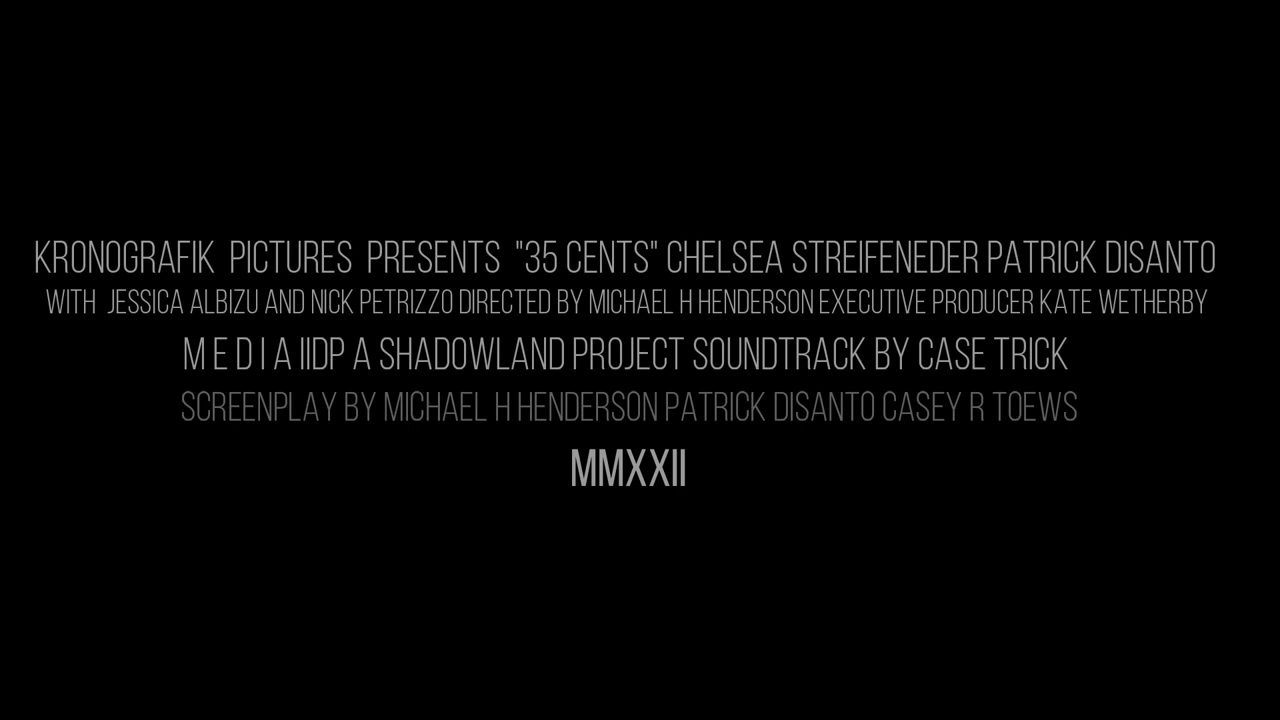 KRONOGRAFIK PICTURES PRESENTS "35 CENTS" CHELSEA STREIFENEDER PATRICK DISANTO
WITH JESSICA ALBIZU AND NICK PETRIZZO DIRECTED BY MICHAEL H HENDERSON EXECUTIVE PRODUCER KATE WETHERBY
M E D I A IIDP A SHADOWLAND PROJECT SOUNDTRACK BY CASE TRICK
SCREENPLAY BY MICHAEL H HENDERSON PATRICK DISANTO CASEY R TOEWS
MMXXII